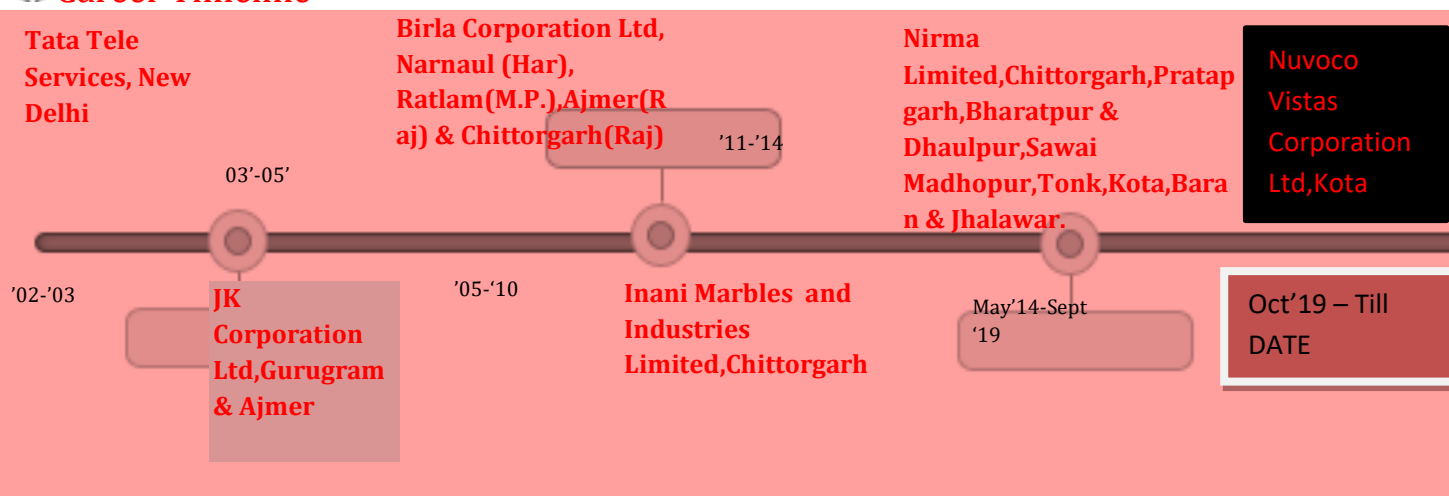 Career Timeline
Tata Tele
Services, New
Delhi
Birla Corporation Ltd,
Narnaul (Har),
Ratlam(M.P.),Ajmer(R
aj) & Chittorgarh(Raj)
Nirma
Limited,Chittorgarh,Pratap
garh,Bharatpur &
Dhaulpur,Sawai
Madhopur,Tonk,Kota,Bara
n & Jhalawar.
Nuvoco
Vistas
Corporation
Ltd,Kota
’11-’14
03’-05’
’02-’03
JK
Corporation
Ltd,Gurugram
& Ajmer
’05-‘10
Inani Marbles  and
Industries
Limited,Chittorgarh
May’14-Sept
‘19
Oct’19 – Till
DATE